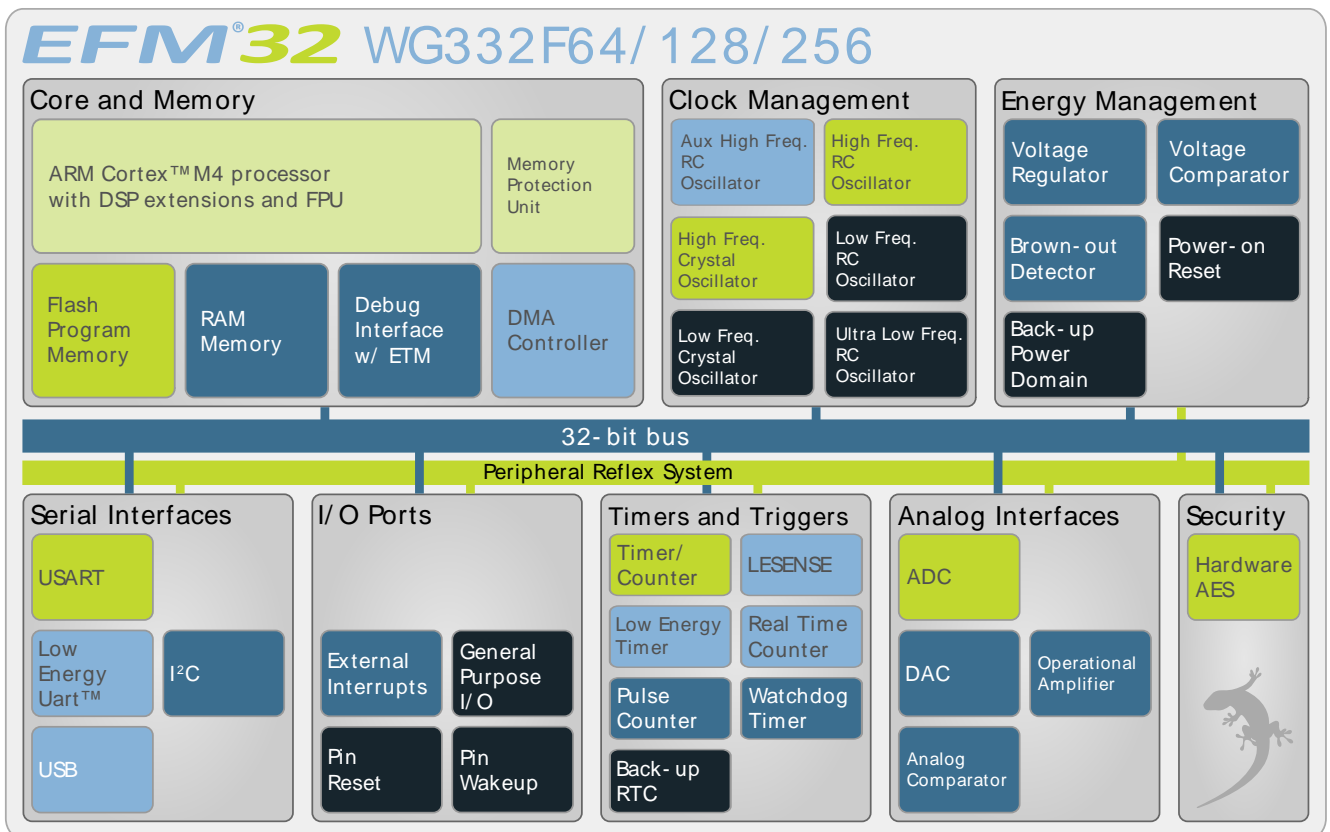 EFM®32 WG332F64/128/256
Core and Memory
ARM Cortex™ M4 processor
with DSP extensions and FPU
Memory
Protection
Unit
Flash
Program
Memory
RAM
Memory
Debug
Interface
w/ ETM
DMA
Controller
Clock Management
Aux High Freq.
RC
Oscillator
High Freq.
RC
Oscillator
High Freq.
Crystal
Oscillator
Low Freq.
RC
Oscillator
Low Freq.
Crystal
Oscillator
Ultra Low Freq.
RC
Oscillator
Energy Management
Voltage
Regulator
Voltage
Comparator
Brown-out
Detector
Power-on
Reset
Back-up
Power
Domain
32-bit bus
Peripheral Reflex System
Serial Interfaces
USART
Low
Energy
Uart™
I²C
USB
I/O Ports
External
Interrupts
General
Purpose
I/O
Pin
Reset
Pin
Wakeup
Timers and Triggers
Timer/
Counter
LESENSE
Low Energy
Timer
Real Time
Counter
Pulse
Counter
Watchdog
Timer
Back-up
RTC
Analog Interfaces
ADC
DAC
Operational
Amplifier
Analog
Comparator
Security
Hardware
AES